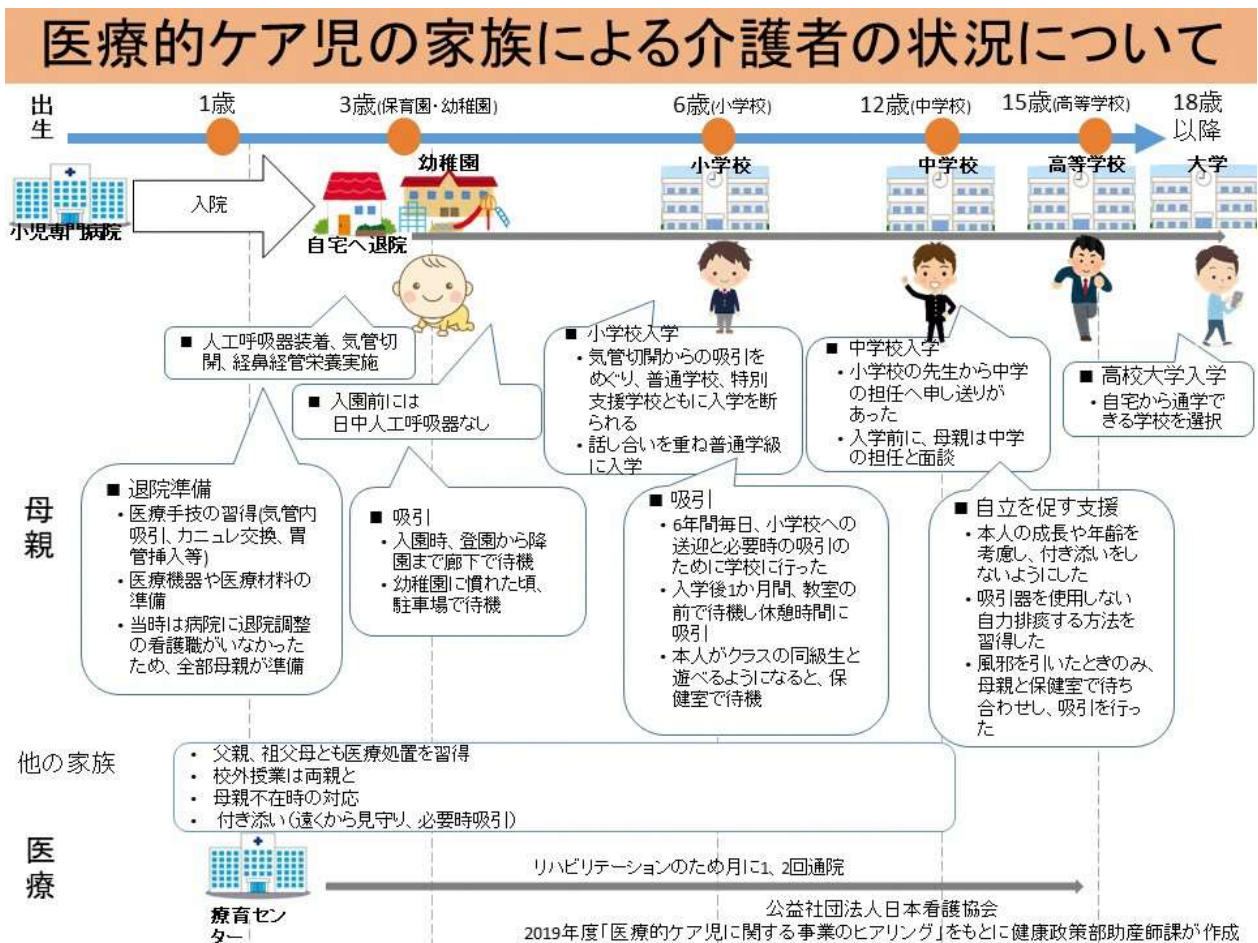 医療的ケア児の家族による介護者の状況について
出生
1歳
3歳(保育園・幼稚園)
6歳(小学校)
12歳(中学校)
15歳(高等学校)
18歳
以降
小児専門病院
入院
自宅へ退院
幼稚園
小学校
中学校
高等学校
大学
母親
■ 人工呼吸器装着、気管切
開、経鼻経管栄養実施
■ 入園前には
日中人工呼吸器なし
■ 小学校入学
• 気管切開からの吸引を
めぐり、普通学校、特別
支援学校ともに入学を断
られる
• 話し合いを重ね普通学級
に入学
■ 中学校入学
• 小学校の先生から中学
の担任へ申し送りが
あった
• 入学前に、母親は中学
の担任と面談
■ 高校大学入学
• 自宅から通学で
きる学校を選択
■ 退院準備
• 医療手技の習得(気管内
吸引、カニュレ交換、胃
管挿入等)
• 医療機器や医療材料の
準備
• 当時は病院に退院調整
の看護職がいなかった
ため、全部母親が準備
■ 吸引
• 入園時、登園から降
園まで廊下で待機
• 幼稚園に慣れた頃、
駐車場で待機
■ 吸引
• 6年間毎日、小学校への
送迎と必要時の吸引の
ために学校に行った
• 入学後1か月間、教室の
前で待機し休憩時間に
吸引
• 本人がクラスの同級生と
遊べるようになると、保
健室で待機
■ 自立を促す支援
• 本人の成長や年齢を
考慮し、付き添いをし
ないようにした
• 吸引器を使用しない
自力排痰する方法を
習得した
• 風邪を引いたときのみ、
母親と保健室で待ち
合わせし、吸引を行っ
た
他の家族
• 父親、祖父母とも医療処置を習得
• 校外授業は両親と
• 母親不在時の対応
• 付き添い(遠くから見守り、必要時吸引)
医療
療育セン
ター
リハビリテーションのため月に1、2回通院
公益社団法人日本看護協会
2019年度「医療的ケア児に関する事業のヒアリング」をもとに健康政策部助産師課が作成